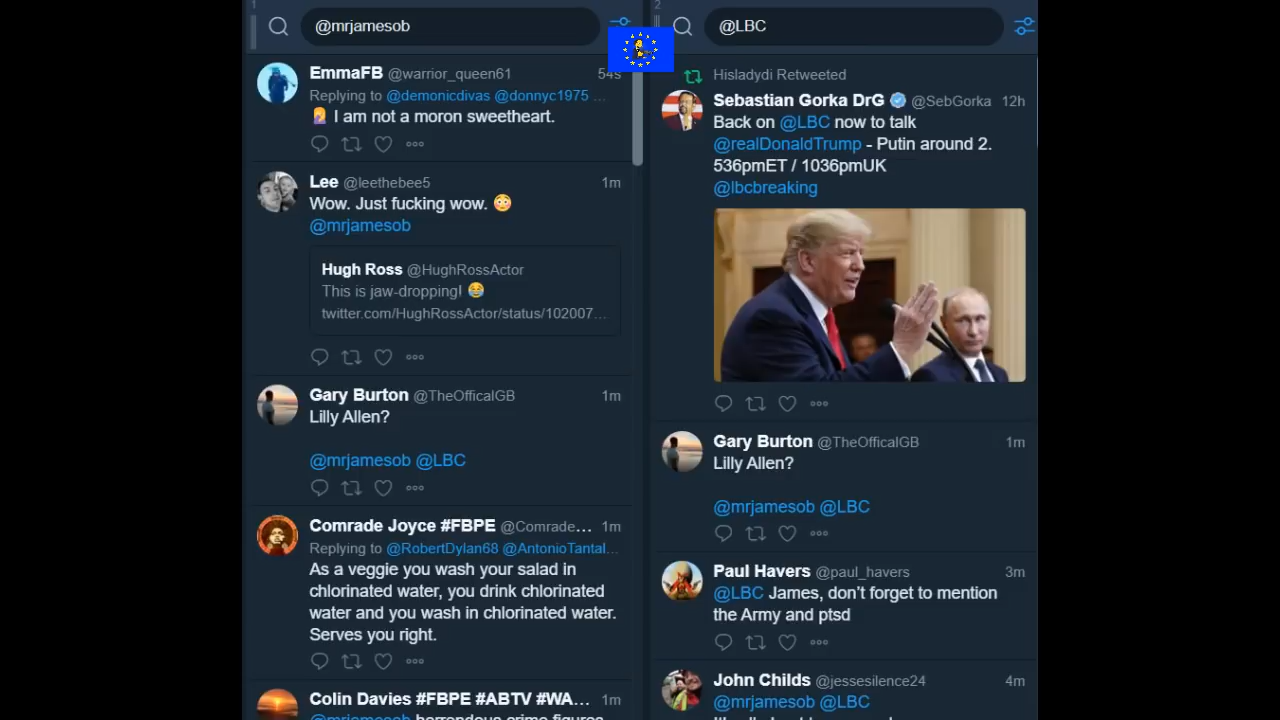 1
@mrjamesob
EmmaFB @warrior_queen61 54s
Replying to @demonicdivas @donnyc1975 ...
I am not a moron sweetheart.
Lee @leethebee5 1m
Wow. Just fucking wow.
@mrjamesob
Hugh Ross @HughRossActor
This is jaw-dropping!
twitter.com/HughRossActor/status/102007...
Gary Burton @TheOfficalGB 1m
Lilly Allen?
@mrjamesob @LBC
Comrade Joyce #FBPE @Comrade... 1m
Replying to @RobertDylan68 @AntonioTantal...
As a veggie you wash your salad in
chlorinated water, you drink chlorinated
water and you wash in chlorinated water.
Serves you right.
Colin Davies #FBPE #ABTV #WA... 1m
@mrjamesob horrendous crime figures
2
@LBC
Hisladydi Retweeted
Sebastian Gorka DrG @SebGorka 12h
Back on @LBC now to talk
@realDonaldTrump - Putin around 2.
536pmET / 1036pmUK
@lbcbreaking
Gary Burton @TheOfficalGB 1m
Lilly Allen?
@mrjamesob @LBC
Paul Havers @paul_havers 3m
@LBC James, don't forget to mention
the Army and ptsd
John Childs @jessesilence24 4m
@mrjamesob @LBC